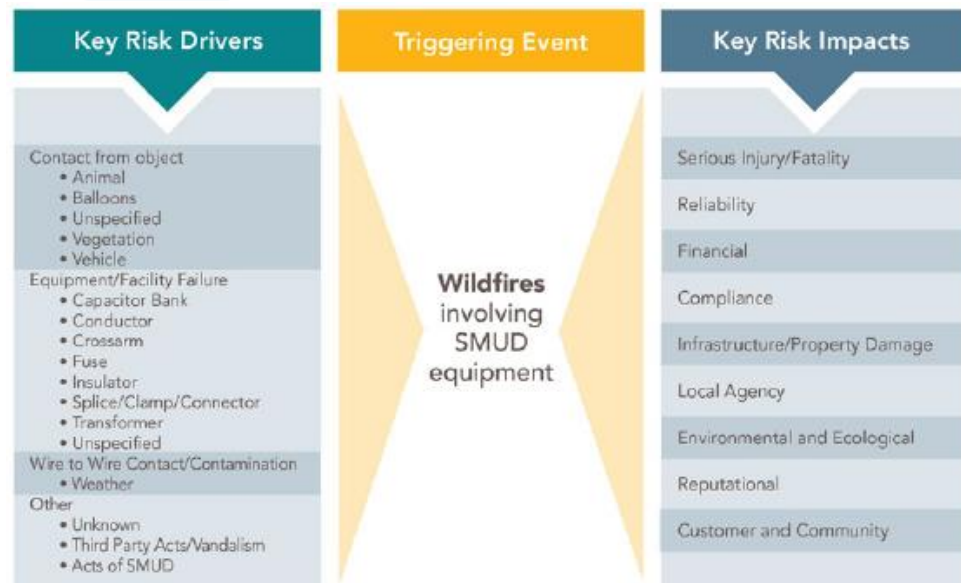 Key Risk Drivers
Contact from object
• Animal
• Balloons
• Unspecified
• Vegetation
• Vehicle
Equipment/Facility Failure
• Capacitor Bank
• Conductor
• Crossarm
• Fuse
• Insulator
• Splice/Clamp/Connector
• Transformer
• Unspecified
Wire to Wire Contact/Contamination
• Weather
Other
• Unknown
• Third Party Acts/Vandalism
• Acts of SMUD
Triggering Event
Wildfires
involving
SMUD
equipment
Key Risk Impacts
Serious Injury/Fatality
Reliability
Financial
Compliance
Infrastructure/Property Damage
Local Agency
Environmental and Ecological
Reputational
Customer and Community